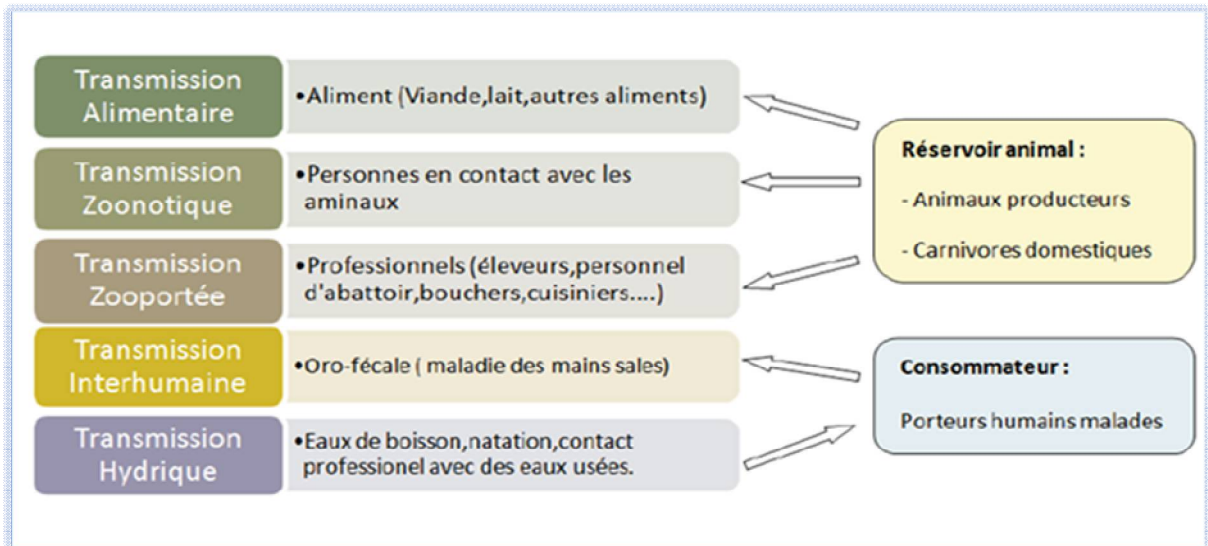 Transmission
Alimentaire
•Aliment (Viande,lait,autres aliments)
Transmission
Zoonotique
•Personnes en contact avec les
aminaux
Transmission
Zooportée
•Professionnels (éleveurs,personnel
d'abattoir,bouchers,cuisiniers....)
Transmission
Interhumaine
•Oro-fécale ( maladie des mains sales)
Transmission
Hydrique
•Eaux de boisson,natation,contact
professionel avec des eaux usées.
Réservoir animal :
- Animaux producteurs
- Carnivores domestiques
Consommateur :
Porteurs humains malades